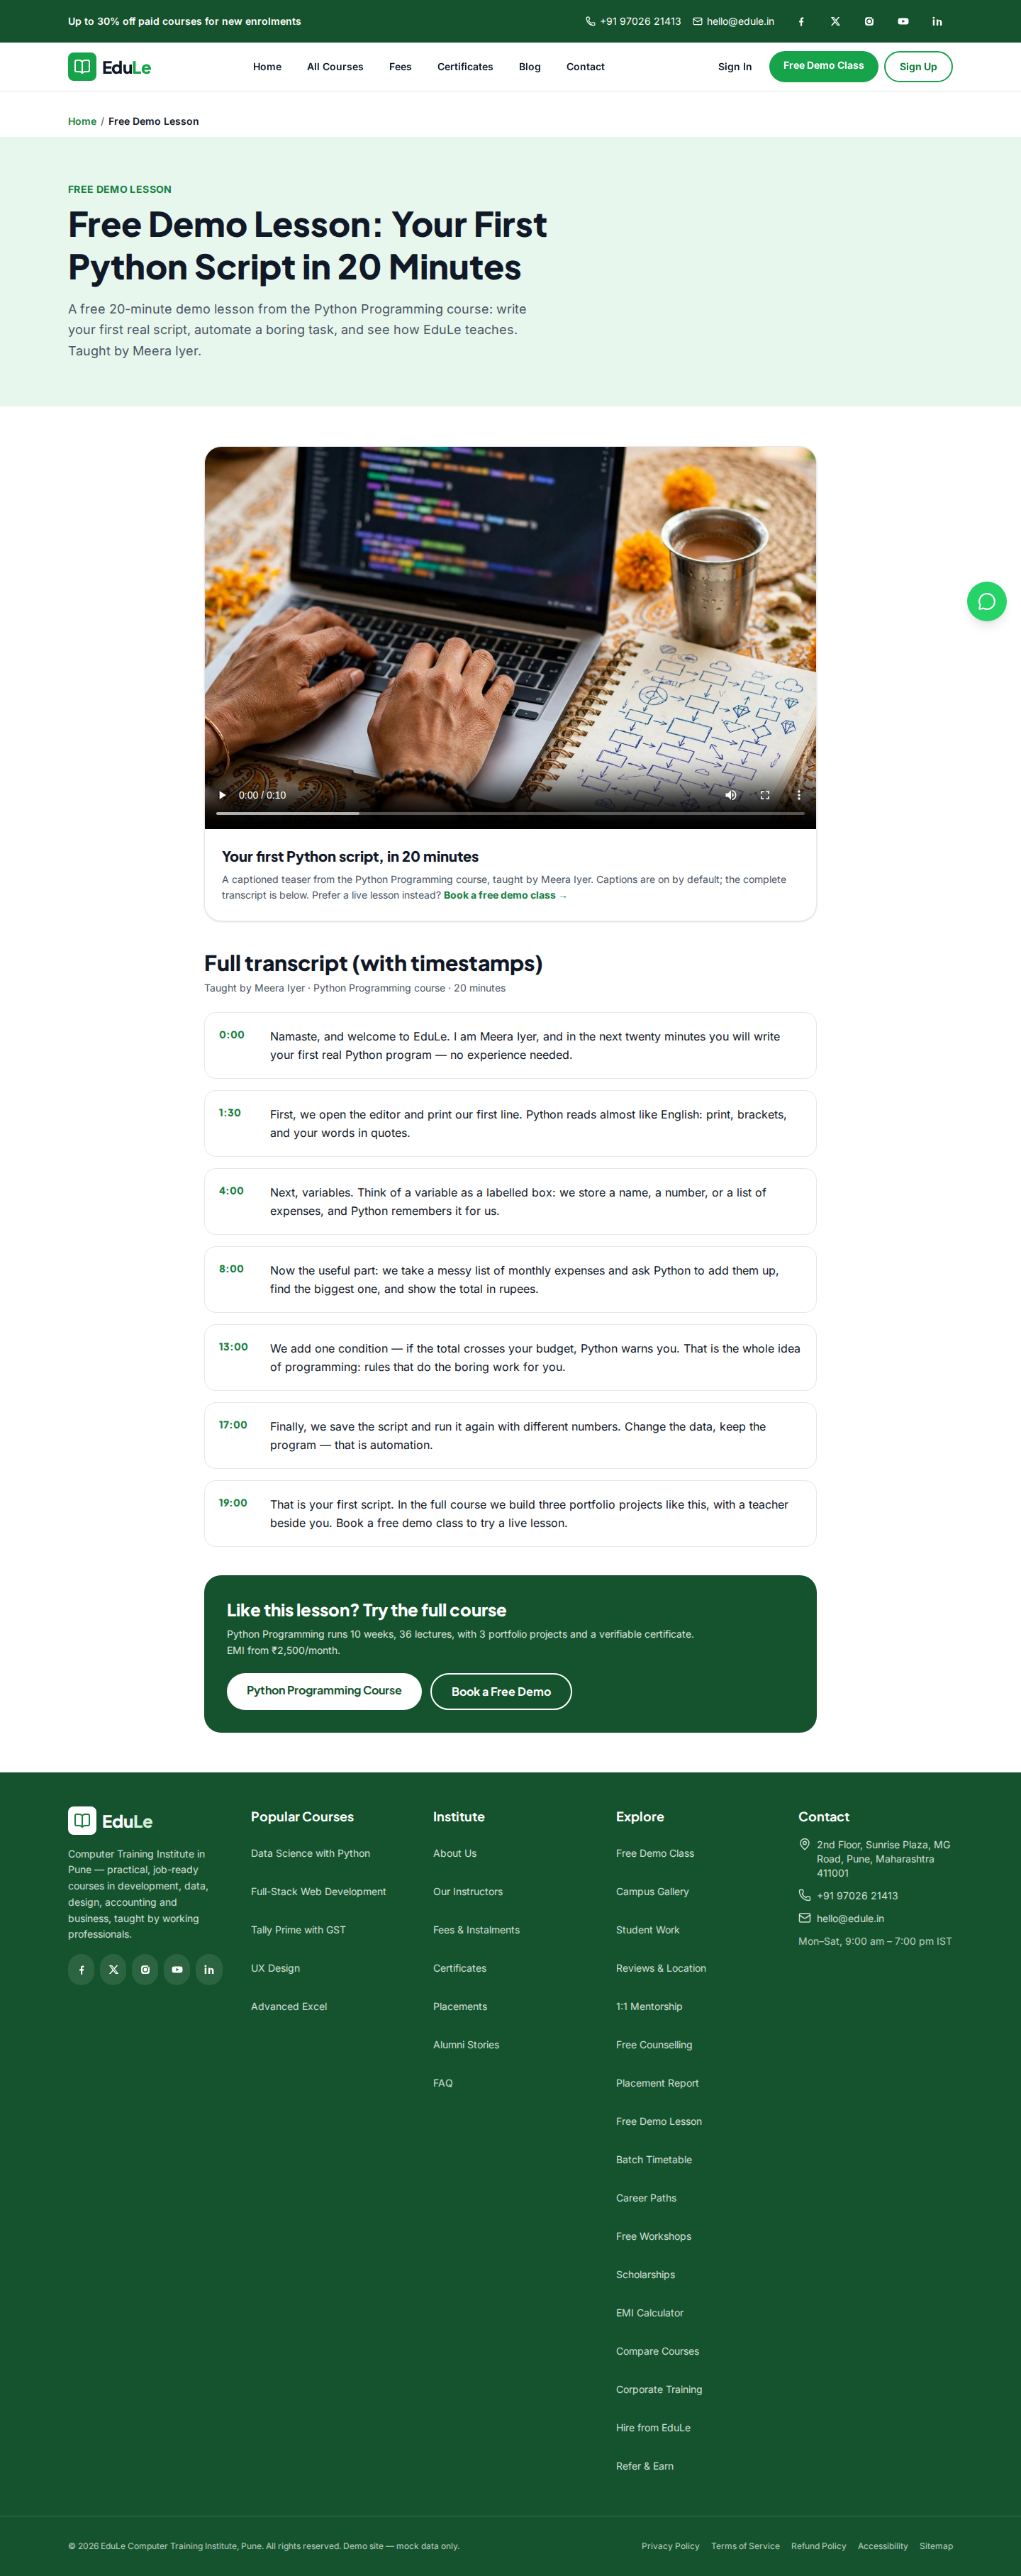 Up to 30% off paid courses for new enrolments
+91 97026 21413
hello@edule.in
EduLe
Home
All Courses
Fees
Certificates
Blog
Contact
Sign In
Free Demo Class
Sign Up
Home / Free Demo Lesson
FREE DEMO LESSON
Free Demo Lesson: Your First
Python Script in 20 Minutes
A free 20-minute demo lesson from the Python Programming course: write
your first real script, automate a boring task, and see how EduLe teaches.
Taught by Meera Iyer.
0:00 / 0:10
Your first Python script, in 20 minutes
A captioned teaser from the Python Programming course, taught by Meera Iyer. Captions are on by default; the complete
transcript is below. Prefer a live lesson instead? Book a free demo class →
Full transcript (with timestamps)
Taught by Meera Iyer · Python Programming course · 20 minutes
0:00
Namaste, and welcome to EduLe. I am Meera Iyer, and in the next twenty minutes you will write
your first real Python program — no experience needed.
1:30
First, we open the editor and print our first line. Python reads almost like English: print, brackets,
and your words in quotes.
4:00
Next, variables. Think of a variable as a labelled box: we store a name, a number, or a list of
expenses, and Python remembers it for us.
8:00
Now the useful part: we take a messy list of monthly expenses and ask Python to add them up,
find the biggest one, and show the total in rupees.
13:00
We add one condition — if the total crosses your budget, Python warns you. That is the whole idea
of programming: rules that do the boring work for you.
17:00
Finally, we save the script and run it again with different numbers. Change the data, keep the
program — that is automation.
19:00
That is your first script. In the full course we build three portfolio projects like this, with a teacher
beside you. Book a free demo class to try a live lesson.
Like this lesson? Try the full course
Python Programming runs 10 weeks, 36 lectures, with 3 portfolio projects and a verifiable certificate.
EMI from ₹2,500/month.
Python Programming Course
Book a Free Demo
EduLe
Computer Training Institute in
Pune — practical, job-ready
courses in development, data,
design, accounting and
business, taught by working
professionals.
Popular Courses
Data Science with Python
Full-Stack Web Development
Tally Prime with GST
UX Design
Advanced Excel
Institute
About Us
Our Instructors
Fees & Instalments
Certificates
Placements
Alumni Stories
FAQ
Explore
Free Demo Class
Campus Gallery
Student Work
Reviews & Location
1:1 Mentorship
Free Counselling
Placement Report
Free Demo Lesson
Batch Timetable
Career Paths
Free Workshops
Scholarships
EMI Calculator
Compare Courses
Corporate Training
Hire from EduLe
Refer & Earn
Contact
2nd Floor, Sunrise Plaza, MG
Road, Pune, Maharashtra
411001
+91 97026 21413
hello@edule.in
Mon–Sat, 9:00 am – 7:00 pm IST
© 2026 EduLe Computer Training Institute, Pune. All rights reserved. Demo site — mock data only.
Privacy Policy
Terms of Service
Refund Policy
Accessibility
Sitemap